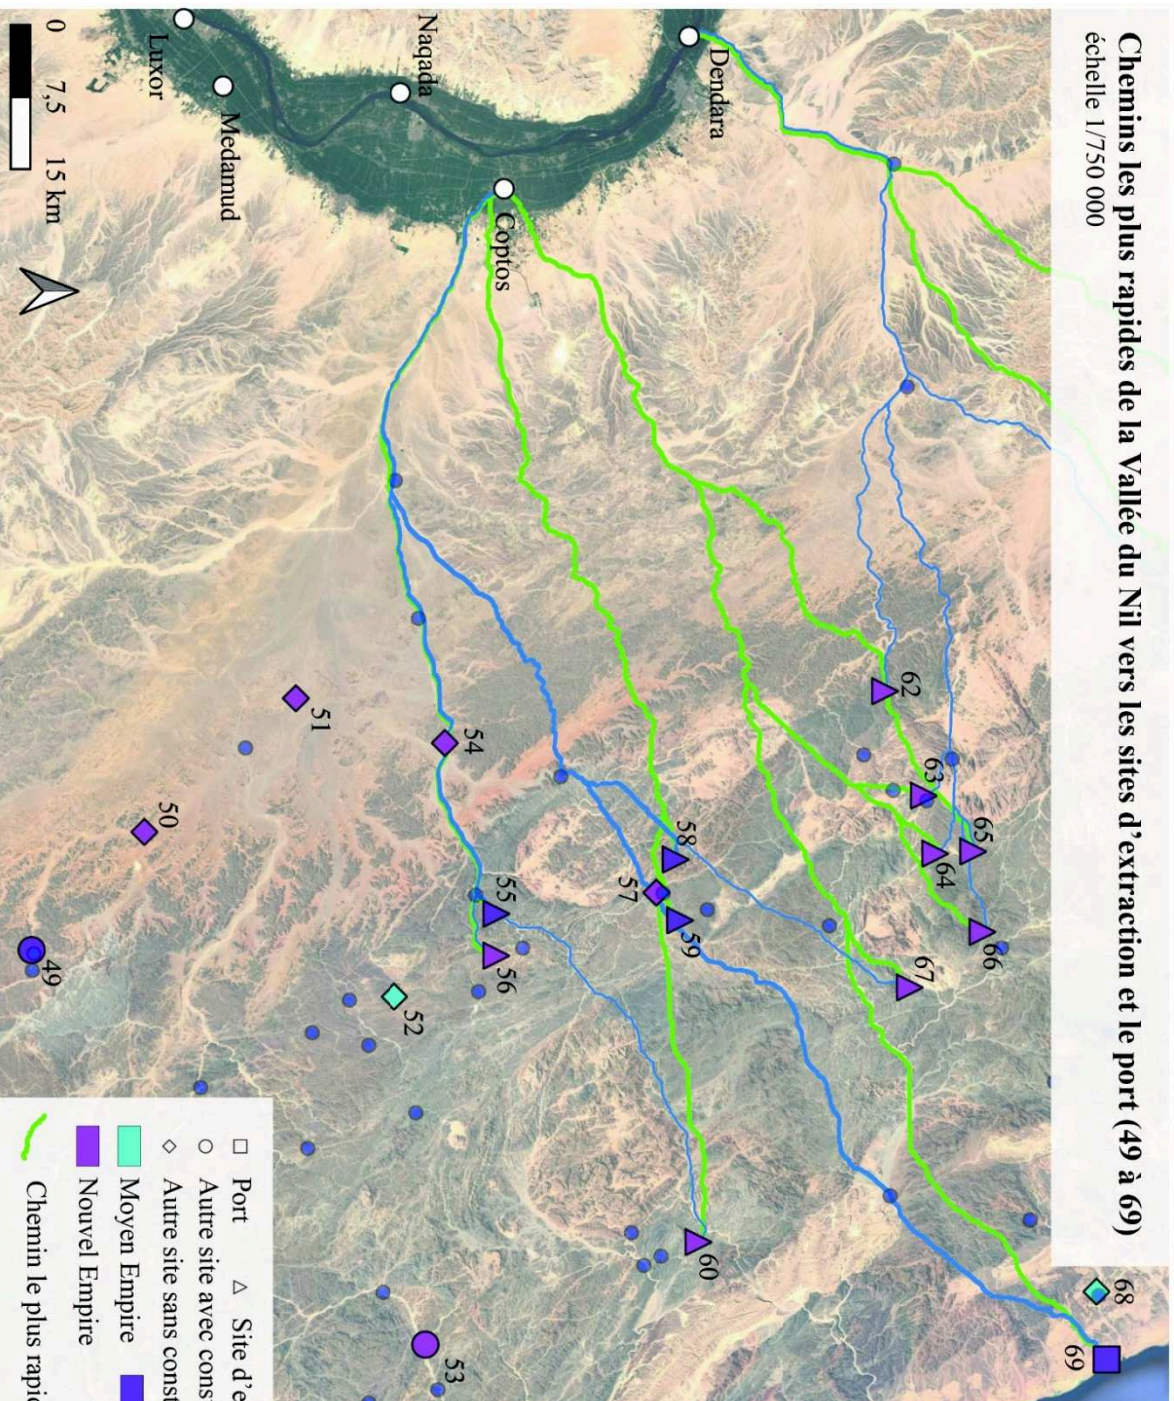 Chemins les plus rapides de la Vallée du Nil vers les sites d'extraction et le port (49 à 69)
échelle 1/750 000
68
69
66
65
64
63
62
67
Dendara
60
59
58
57
Coptos
56
55
54
Naqada
53
52
51
Medamud
Luxor
50
49
0 7,5 15 km
Port
Site d'e
Autre site avec cons
Autre site sans const
Moyen Empire
Nouvel Empire
Chemin le plus rapid